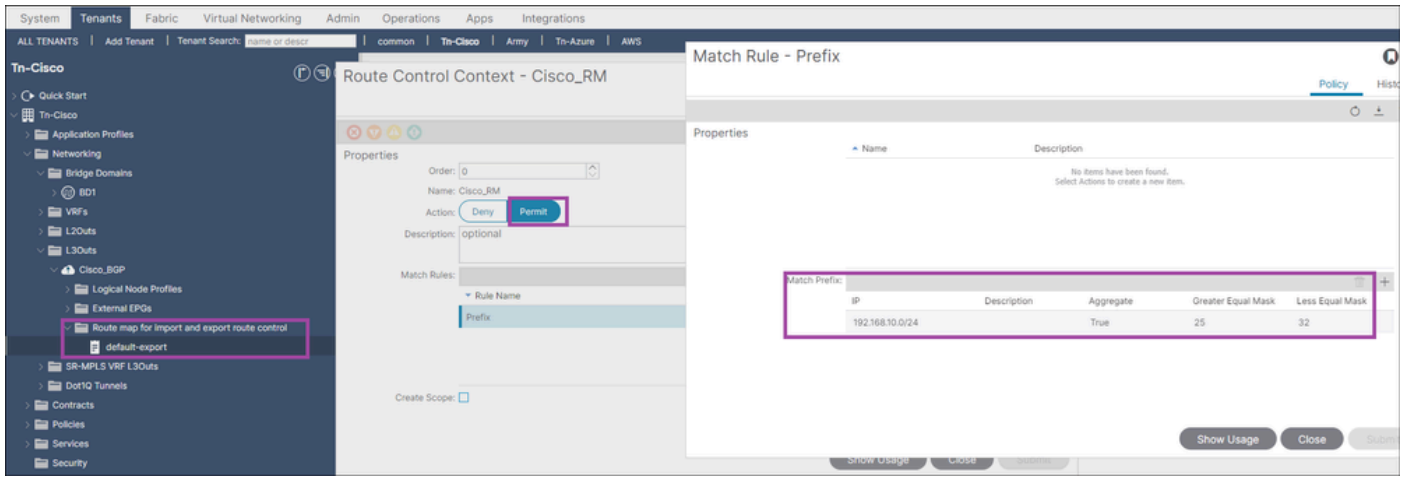 System Tenants Fabric Virtual Networking Admin Operations Apps Integrations
ALL TENANTS | Add Tenant | Tenant Search: name or descr | common | Tn-Cisco | Army | Tn-Azure | AWS
Tn-Cisco
Quick Start
Tn-Cisco
Application Profiles
Networking
Bridge Domains
BD1
VRFs
L2Outs
L3Outs
Cisco_BGP
Logical Node Profiles
External EPGs
Route map for import and export route control
default-export
SR-MPLS VRF L3Outs
Dot1Q Tunnels
Contracts
Policies
Services
Security
Route Control Context - Cisco_RM
Properties
Order: 0
Name: Cisco_RM
Action: Deny Permit
Description: optional
Match Rules:
Rule Name
Prefix
Create Scope:
Show Usage Close Submit
Match Rule - Prefix
Policy Histo
Properties
Name Description
No items have been found.
Select Actions to create a new item.
Match Prefix:
IP Description Aggregate Greater Equal Mask Less Equal Mask
192.168.10.0/24 True 25 32
Show Usage Close Submi